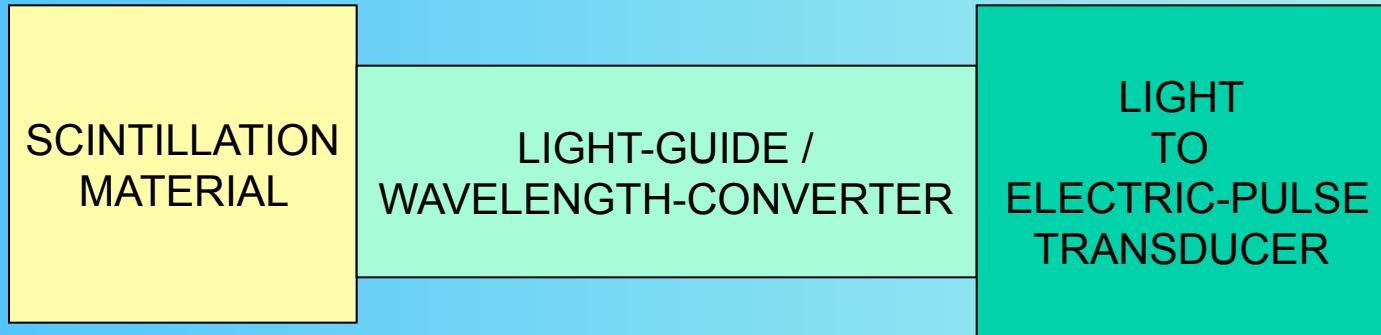 SCINTILLATION
MATERIAL
LIGHT-GUIDE /
WAVELENGTH-CONVERTER
LIGHT
TO
ELECTRIC-PULSE
TRANSDUCER